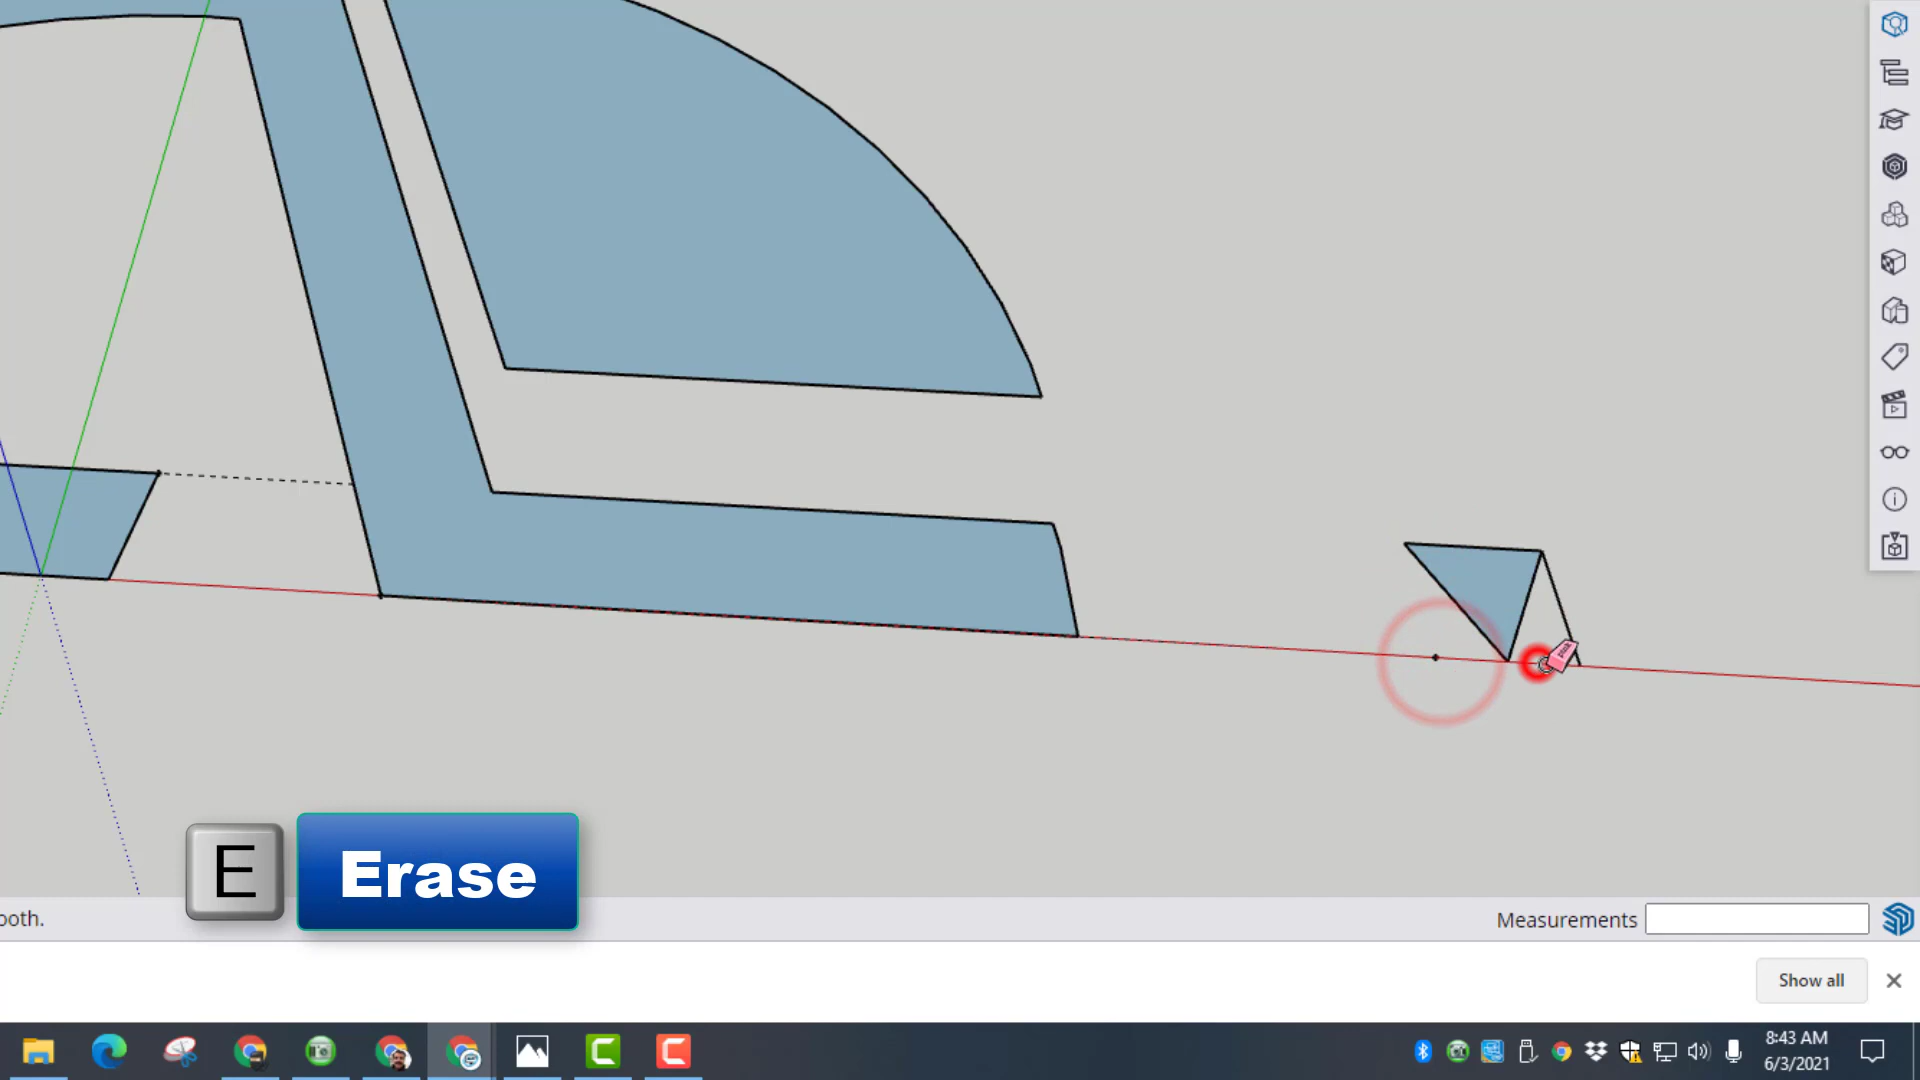 E
Erase
ooth.
Measurements
Show all
8:43 AM
6/3/2021